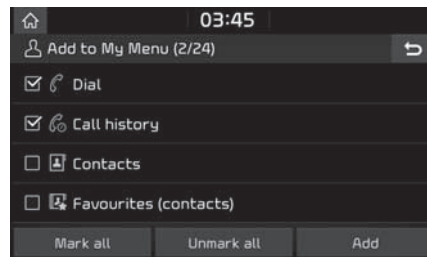 03:45
Add to My Menu (2/24)
Dial
Call history
Contacts
Favourites (contacts)
Mark all Unmark all Add